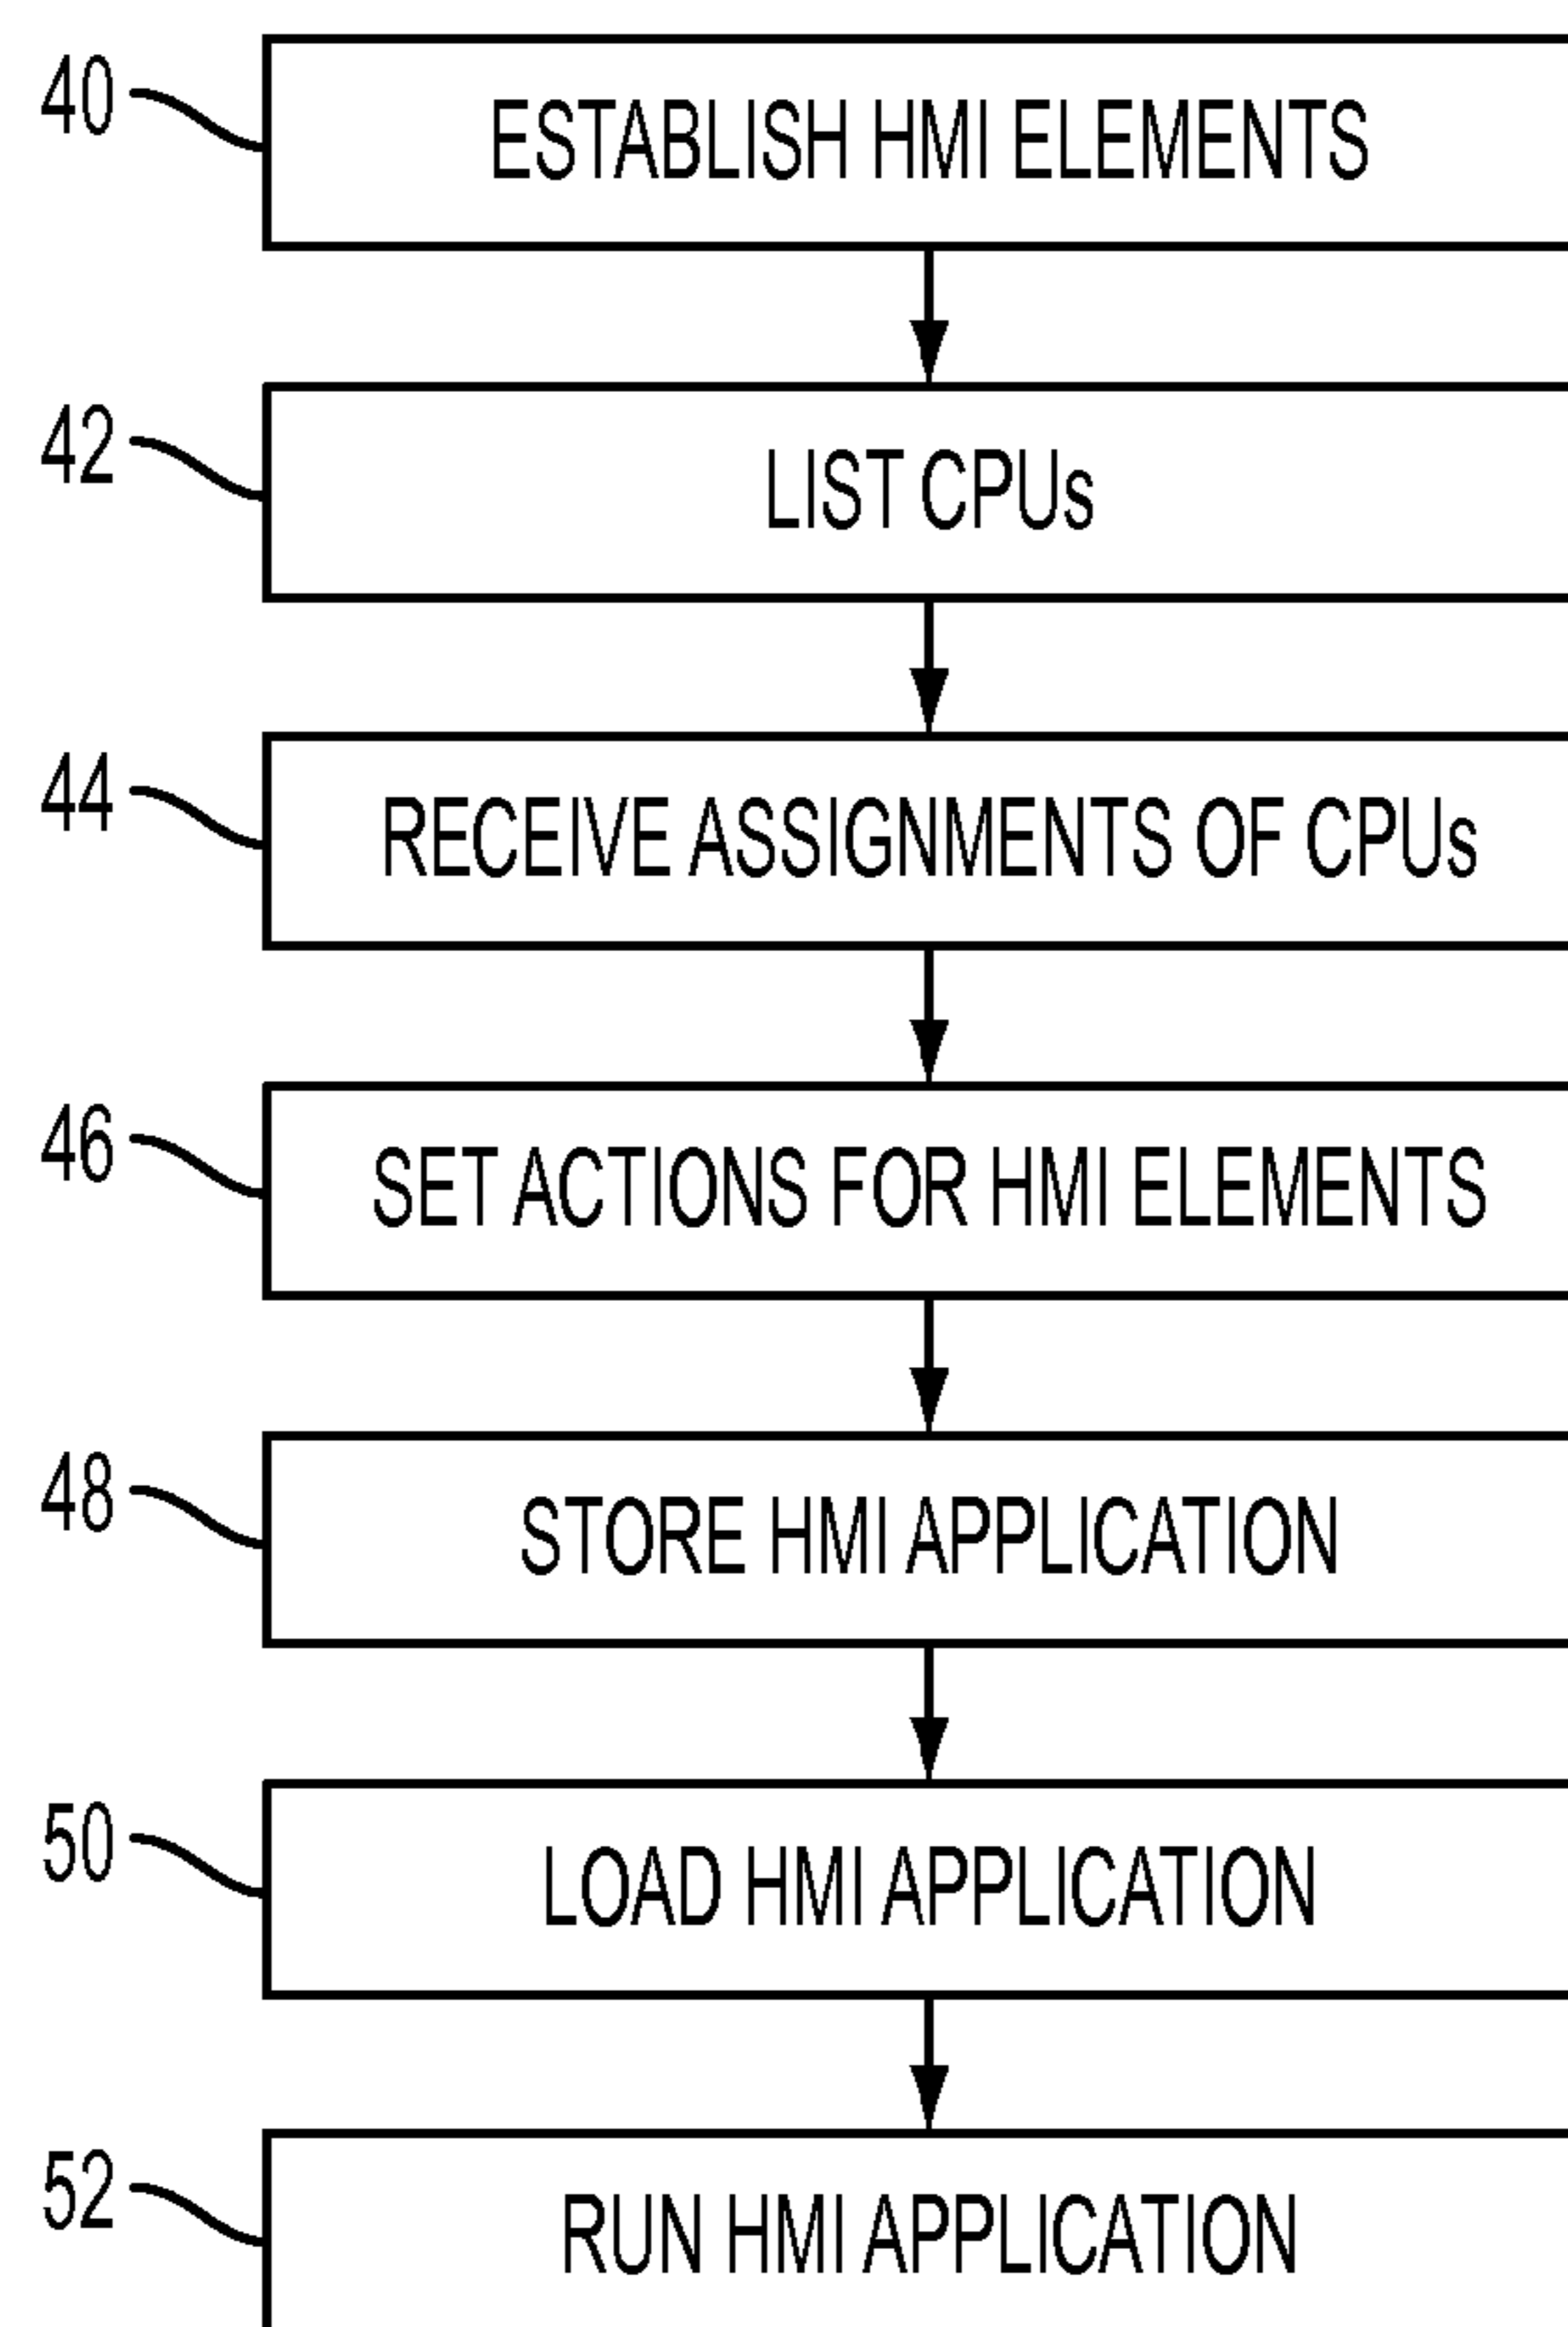 40 ESTABLISH HMI ELEMENTS
42 LIST CPUs
44 RECEIVE ASSIGNMENTS OF CPUs
46 SET ACTIONS FOR HMI ELEMENTS
48 STORE HMI APPLICATION
50 LOAD HMI APPLICATION
52 RUN HMI APPLICATION